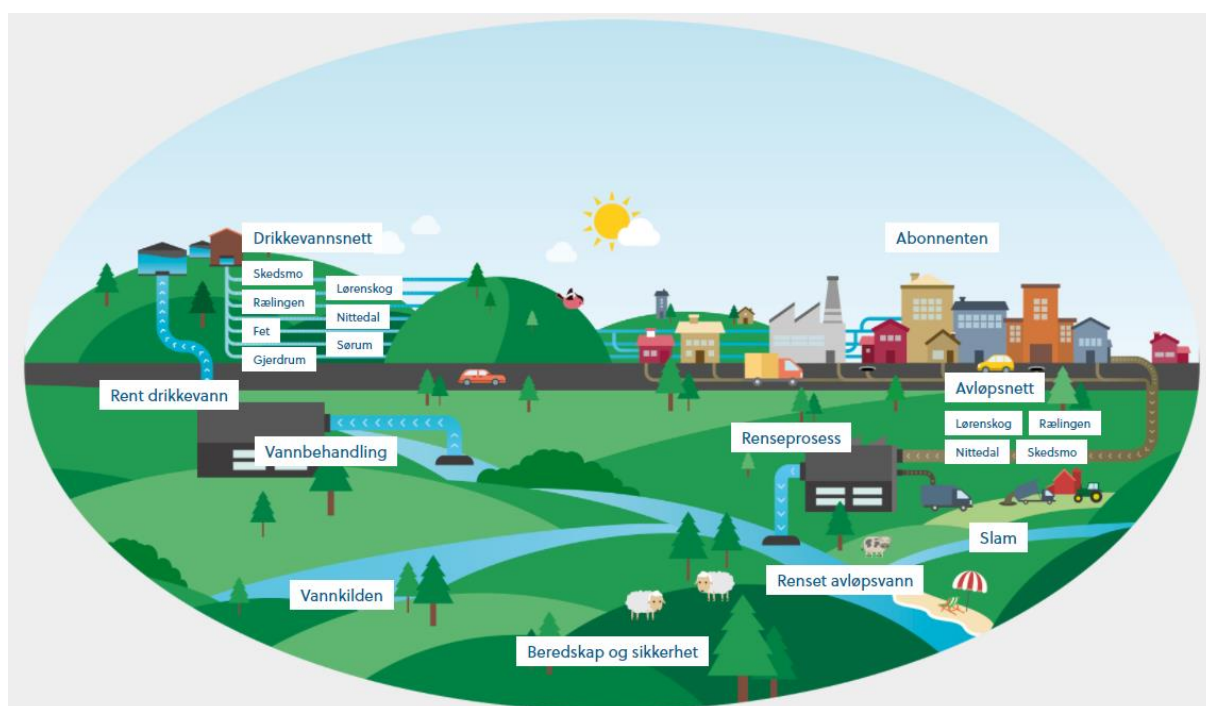 Drikkevannsnett
Skedsmo
Lørenskog
Rælingen
Nittedal
Fet
Sørum
Gjerdrum
Abonnenten
Rent drikkevann
Vannbehandling
Avløpsnett
Lørenskog Rælingen
Nittedal Skedsmo
Renseprosess
Slam
Renset avløpsvann
Vannkilden
Beredskap og sikkerhet